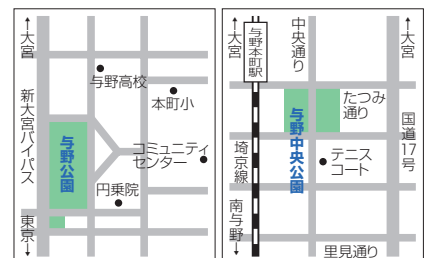 ↑大宮
与野高校
本町小
新大宮バイパス
与野公園
コミュニティ
センター
円乗院
東京↓
↑大宮
与野本町駅
中央通り
↑大宮
たつみ
通り
与野中央公園
国道17号
埼京線
テニス
コート
南与野↓
里見通り